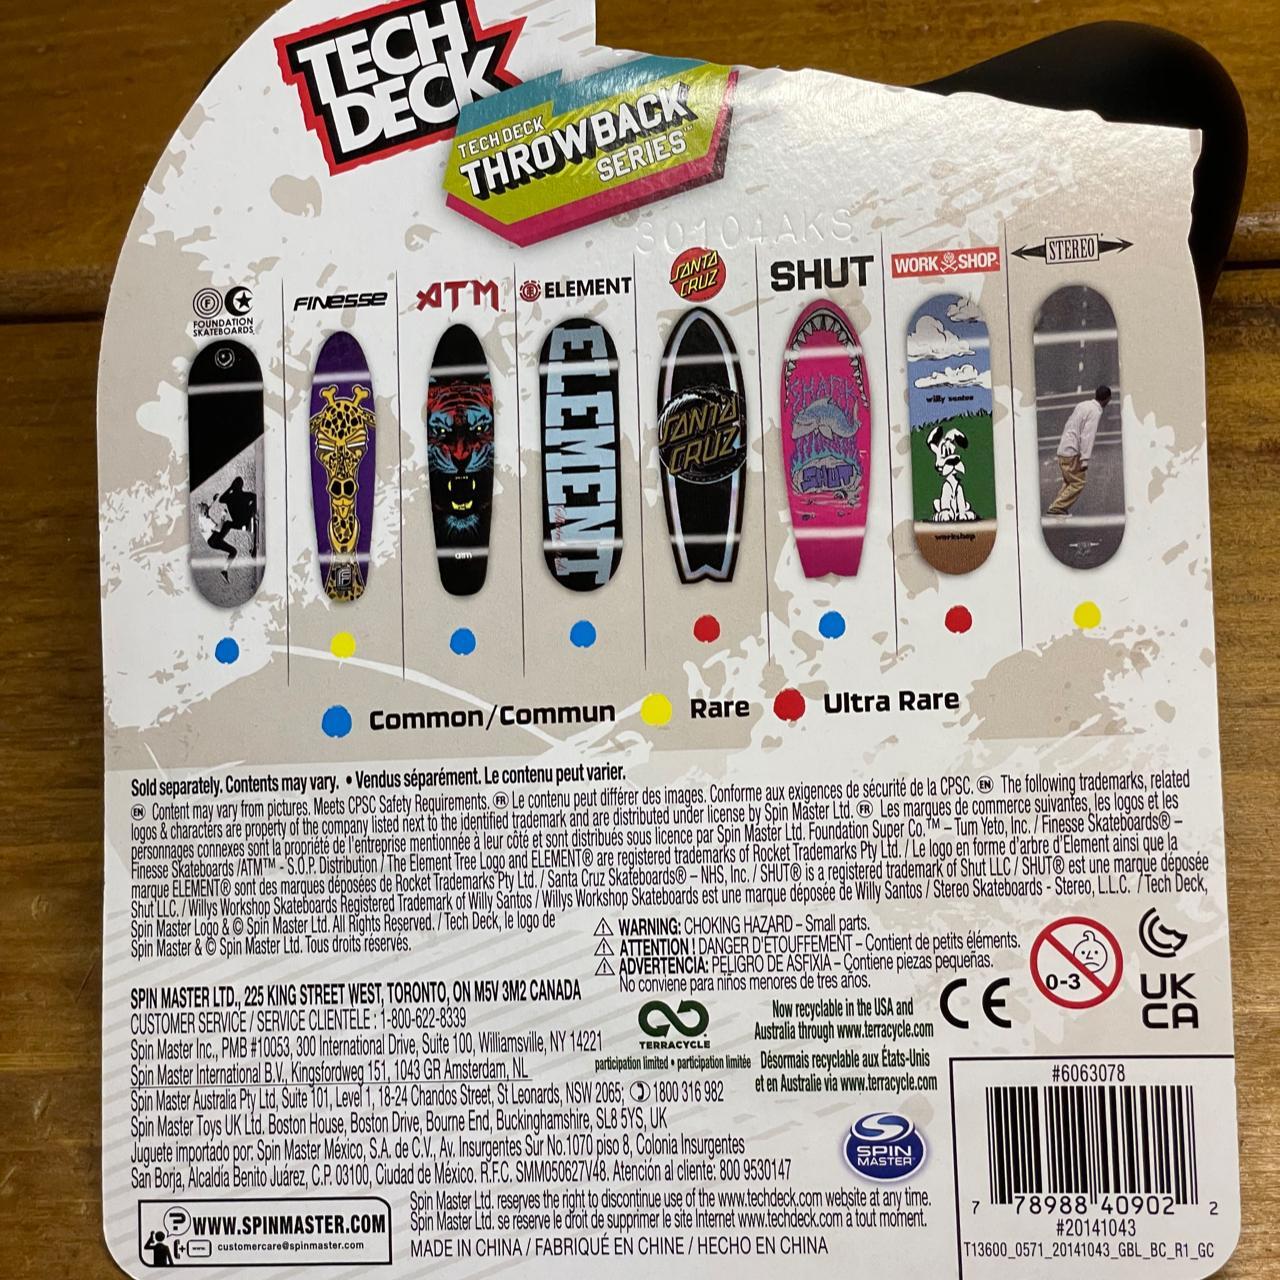 TECH
DECK
TECH DECK
THROWBACK
SERIES™
30104AKS
FOUNDATION
SKATEBOARDS
FINESSE
ATM
ELEMENT
SANTA
CRUZ
SHUT
WORK SHOP
STEREO
atm
ELEMENT
SANTA
CRUZ
SHARK
SHUT
willy santos
workshop
Common/Commun
Rare
Ultra Rare
Sold separately. Contents may vary. • Vendus séparément. Le contenu peut varier.
EN Content may vary from pictures. Meets CPSC Safety Requirements. FR Le contenu peut différer des images. Conforme aux exigences de sécurité de la CPSC. EN The following trademarks, related
logos & characters are property of the company listed next to the identified trademark and are distributed under license by Spin Master Ltd. FR Les marques de commerce suivantes, les logos et les
personnages connexes sont la propriété de l'entreprise mentionnée à leur côté et sont distribués sous licence par Spin Master Ltd. Foundation Super Co.™ – Tum Yeto, Inc. / Finesse Skateboards® –
Finesse Skateboards /ATM™ - S.O.P. Distribution / The Element Tree Logo and ELEMENT® are registered trademarks of Rocket Trademarks Pty Ltd. / Le logo en forme d'arbre d'Element ainsi que la
marque ELEMENT® sont des marques déposées de Rocket Trademarks Pty Ltd. / Santa Cruz Skateboards® – NHS, Inc. / SHUT® is a registered trademark of Shut LLC / SHUT® est une marque déposée
Shut LLC. / Willys Workshop Skateboards Registered Trademark of Willy Santos / Willys Workshop Skateboards est une marque déposée de Willy Santos / Stereo Skateboards - Stereo, L.L.C. / Tech Deck,
Spin Master Logo & © Spin Master Ltd. All Rights Reserved. / Tech Deck, le logo de
Spin Master & © Spin Master Ltd. Tous droits réservés.
WARNING: CHOKING HAZARD – Small parts.
ATTENTION ! DANGER D'ÉTOUFFEMENT – Contient de petits éléments.
ADVERTENCIA: PELIGRO DE ASFIXIA – Contiene piezas pequeñas.
No conviene para niños menores de tres años.
0-3
CE
UK
CA
SPIN MASTER LTD., 225 KING STREET WEST, TORONTO, ON M5V 3M2 CANADA
CUSTOMER SERVICE / SERVICE CLIENTÈLE : 1-800-622-8339
Spin Master Inc., PMB #10053, 300 International Drive, Suite 100, Williamsville, NY 14221
Spin Master International B.V., Kingsfordweg 151, 1043 GR Amsterdam, NL
Spin Master Australia Pty Ltd, Suite 101, Level 1, 18-24 Chandos Street, St Leonards, NSW 2065; 1800 316 982
Spin Master Toys UK Ltd. Boston House, Boston Drive, Bourne End, Buckinghamshire, SL8 5YS, UK
Juguete importado por: Spin Master México, S.A. de C.V., Av. Insurgentes Sur No.1070 piso 8, Colonia Insurgentes
San Borja, Alcaldía Benito Juárez, C.P. 03100, Ciudad de México. R.F.C. SMM050627V48. Atención al cliente: 800 9530147
TERRACYCLE
participation limited • participation limitée
Now recyclable in the USA and
Australia through www.terracycle.com
Désormais recyclable aux États-Unis
et en Australie via www.terracycle.com
SPIN
MASTER
WWW.SPINMASTER.COM
customercare@spinmaster.com
Spin Master Ltd. reserves the right to discontinue use of the www.techdeck.com website at any time.
Spin Master Ltd. se réserve le droit de supprimer le site Internet www.techdeck.com à tout moment.
MADE IN CHINA / FABRIQUÉ EN CHINE / HECHO EN CHINA
#6063078
7 78988 40902 2
#20141043
T13600_0571_20141043_GBL_BC_R1_GC